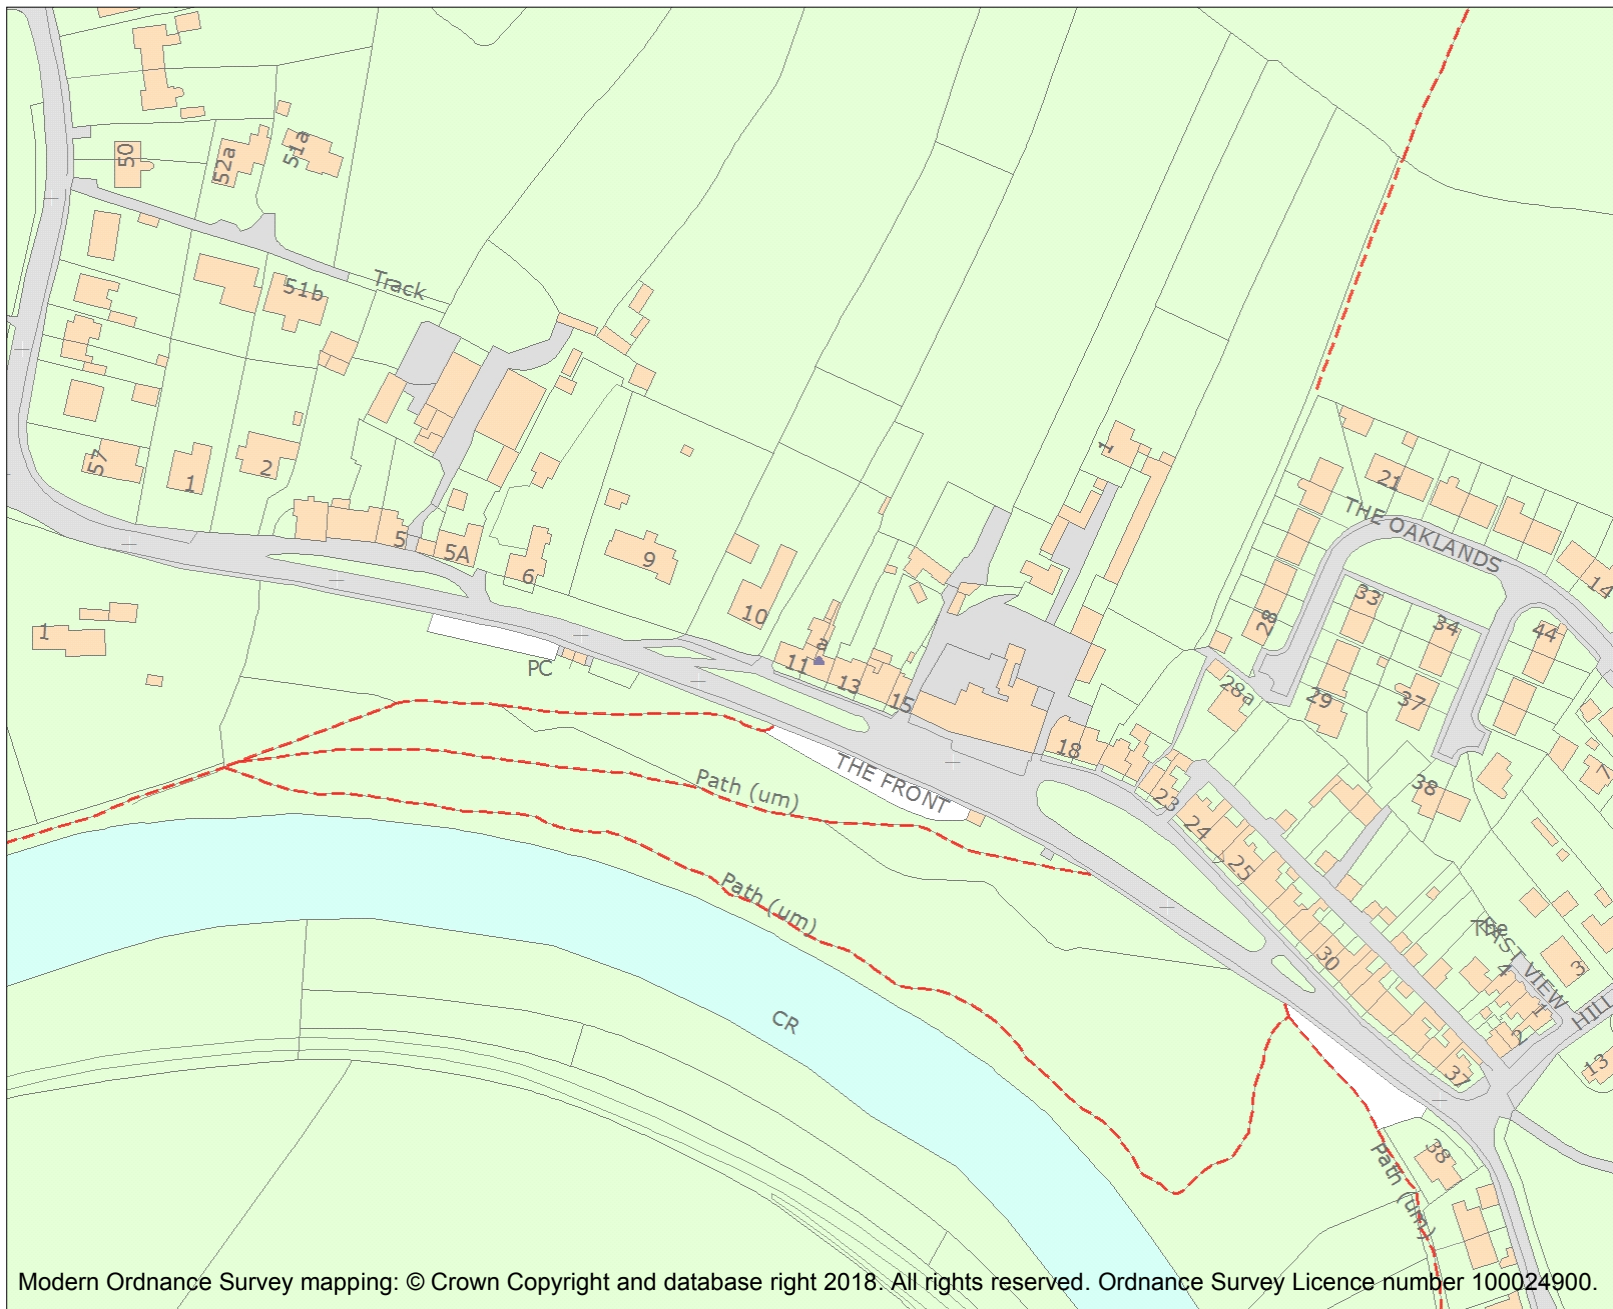 50
52a
51a
51b
Track
57
1
2
5
5A
6
9
10
11
a
13
15
1
PC
18
THE FRONT
Path (um)
Path (um)
CR
1
21
THE OAKLANDS
14
28
33
34
44
28a
29
37
38
7
23
24
25
30
37
EAST VIEW
4
3
1
2
HILL
13
38
Path (um)
Modern Ordnance Survey mapping: © Crown Copyright and database right 2018. All rights reserved. Ordnance Survey Licence number 100024900.